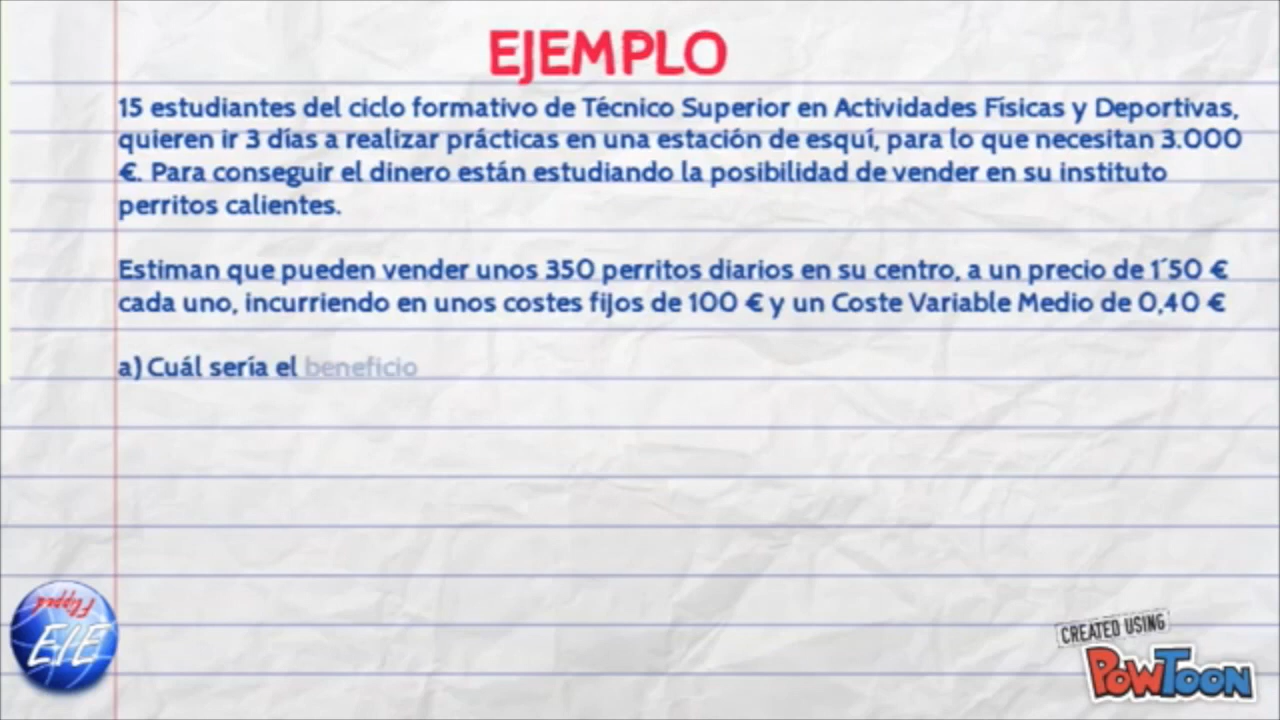 EJEMPLO
15 estudiantes del ciclo formativo de Técnico Superior en Actividades Físicas y Deportivas,
quieren ir 3 días a realizar prácticas en una estación de esquí, para lo que necesitan 3.000
€. Para conseguir el dinero están estudiando la posibilidad de vender en su instituto
perritos calientes.
Estiman que pueden vender unos 350 perritos diarios en su centro, a un precio de 1´50 €
cada uno, incurriendo en unos costes fijos de 100 € y un Coste Variable Medio de 0,40 €
a) Cuál sería el beneficio
Flipped
EIE
CREATED USING
POWTOON